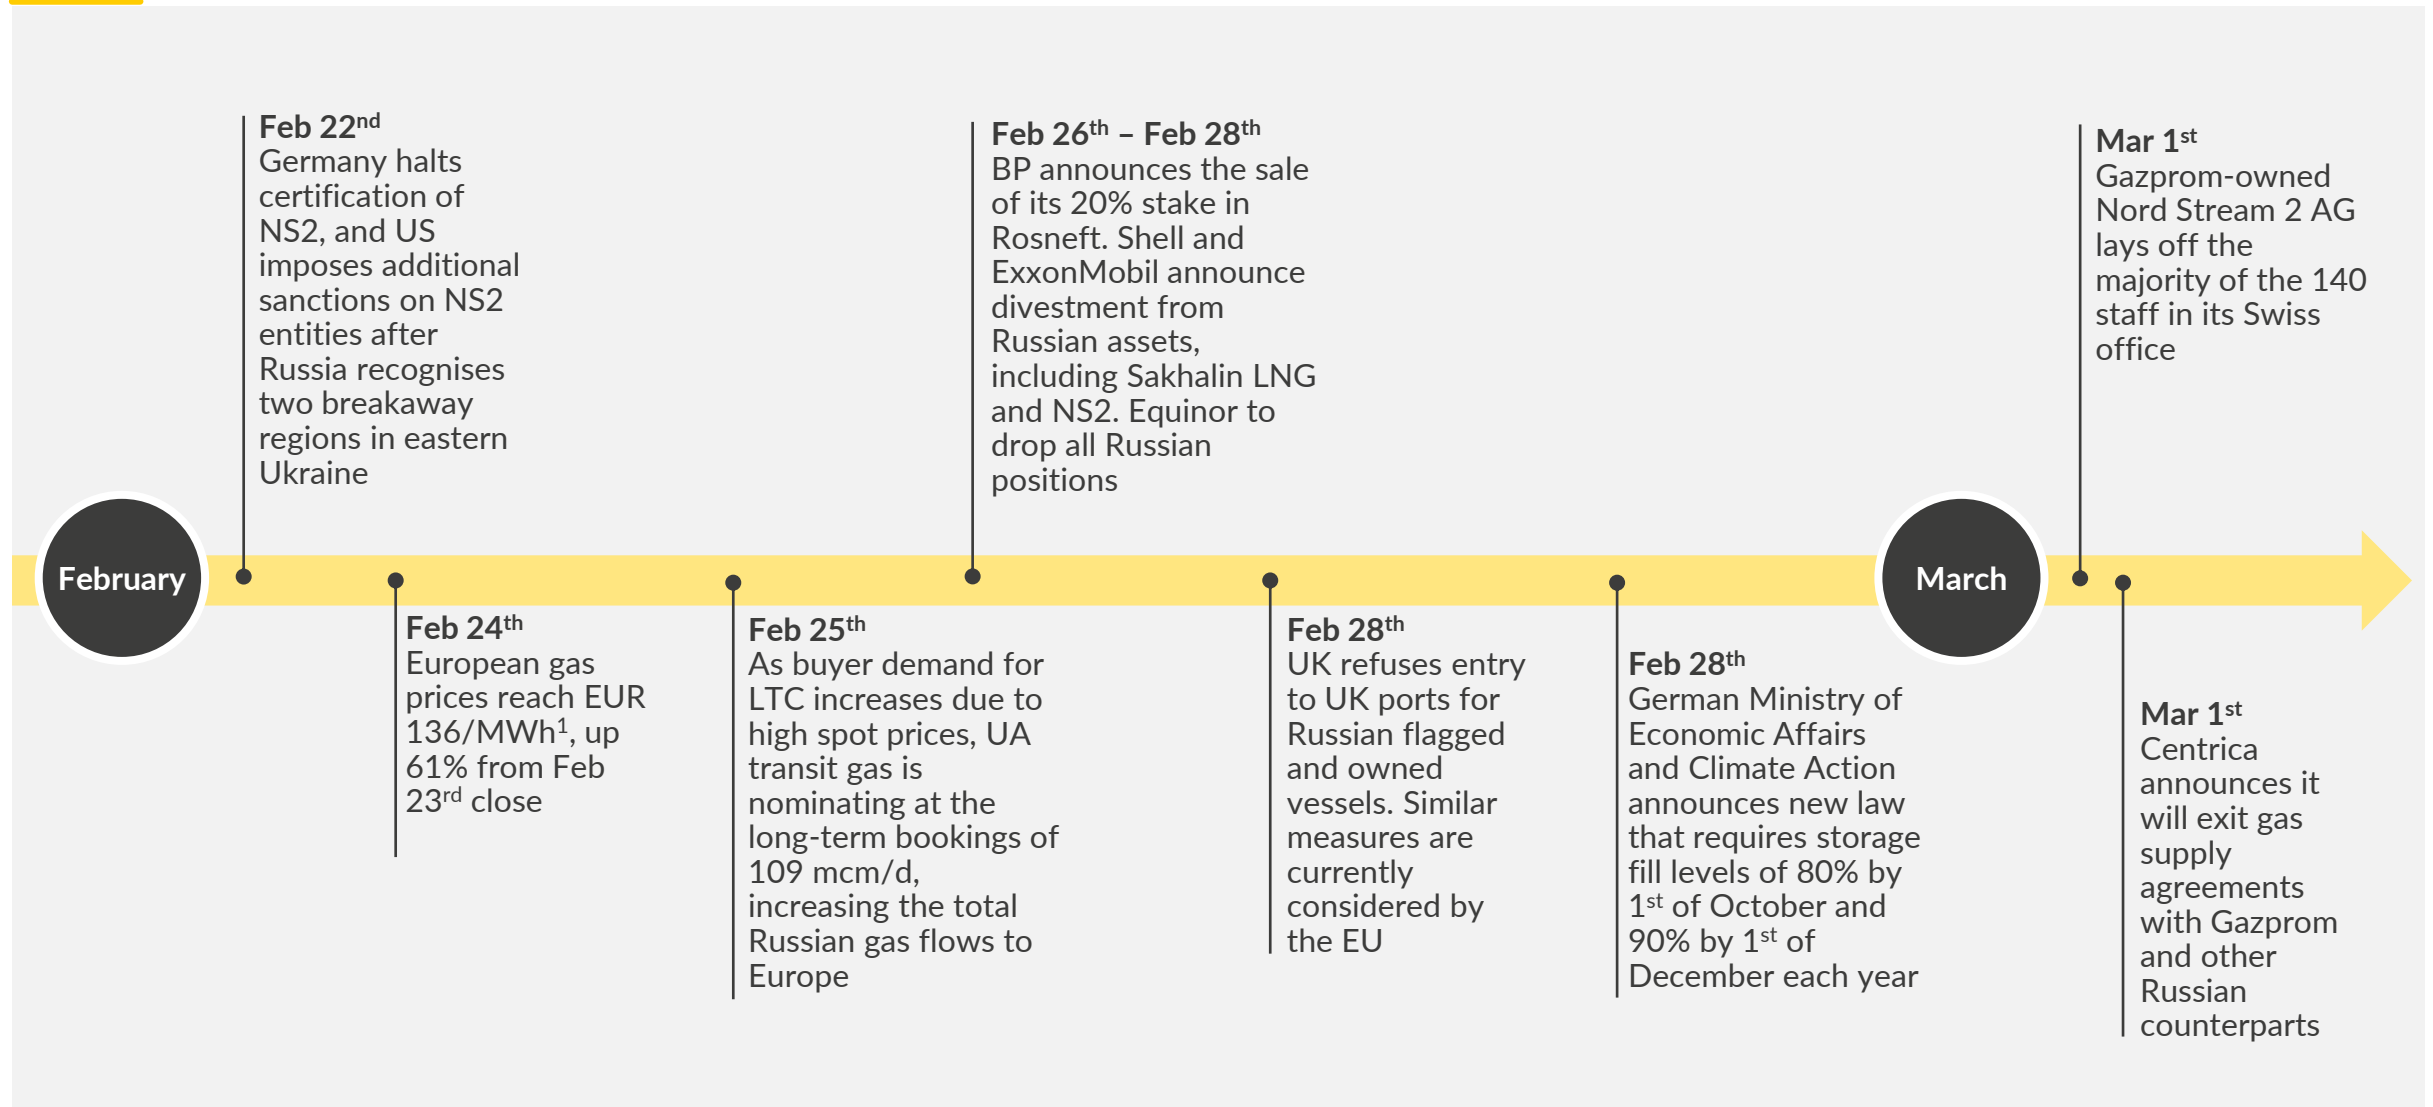 February
Feb 22nd
Germany halts
certification of
NS2, and US
imposes additional
sanctions on NS2
entities after
Russia recognises
two breakaway
regions in eastern
Ukraine
Feb 24th
European gas
prices reach EUR
136/MWh1, up
61% from Feb
23rd close
Feb 25th
As buyer demand for
LTC increases due to
high spot prices, UA
transit gas is
nominating at the
long-term bookings of
109 mcm/d,
increasing the total
Russian gas flows to
Europe
Feb 26th – Feb 28th
BP announces the sale
of its 20% stake in
Rosneft. Shell and
ExxonMobil announce
divestment from
Russian assets,
including Sakhalin LNG
and NS2. Equinor to
drop all Russian
positions
Feb 28th
UK refuses entry
to UK ports for
Russian flagged
and owned
vessels. Similar
measures are
currently
considered by
the EU
Feb 28th
German Ministry of
Economic Affairs
and Climate Action
announces new law
that requires storage
fill levels of 80% by
1st of October and
90% by 1st of
December each year
March
Mar 1st
Gazprom-owned
Nord Stream 2 AG
lays off the
majority of the 140
staff in its Swiss
office
Mar 1st
Centrica
announces it
will exit gas
supply
agreements
with Gazprom
and other
Russian
counterparts